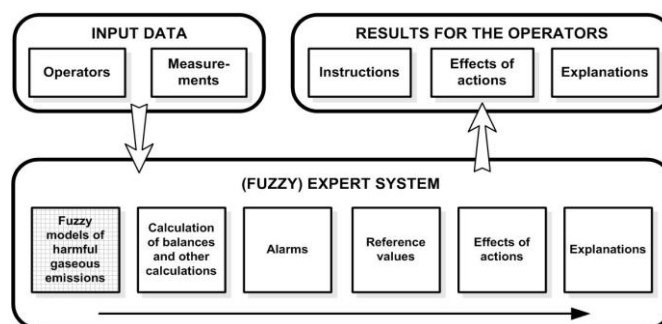 INPUT DATA
Operators
Measure-
ments
RESULTS FOR THE OPERATORS
Instructions
Effects of
actions
Explanations
(FUZZY) EXPERT SYSTEM
Fuzzy
models of
harmful
gaseous
emissions
Calculation
of balances
and other
calculations
Alarms
Reference
values
Effects of
actions
Explanations